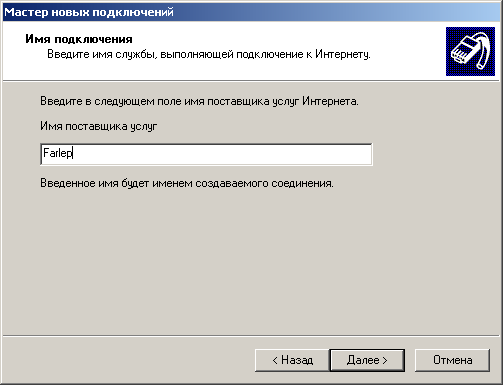 Мастер новых подключений
Имя подключения
Введите имя службы, выполняющей подключение к Интернету.
Введите в следующем поле имя поставщика услуг Интернета.
Имя поставщика услуг
Farlep
Введенное имя будет именем создаваемого соединения.
< Назад
Далее >
Отмена